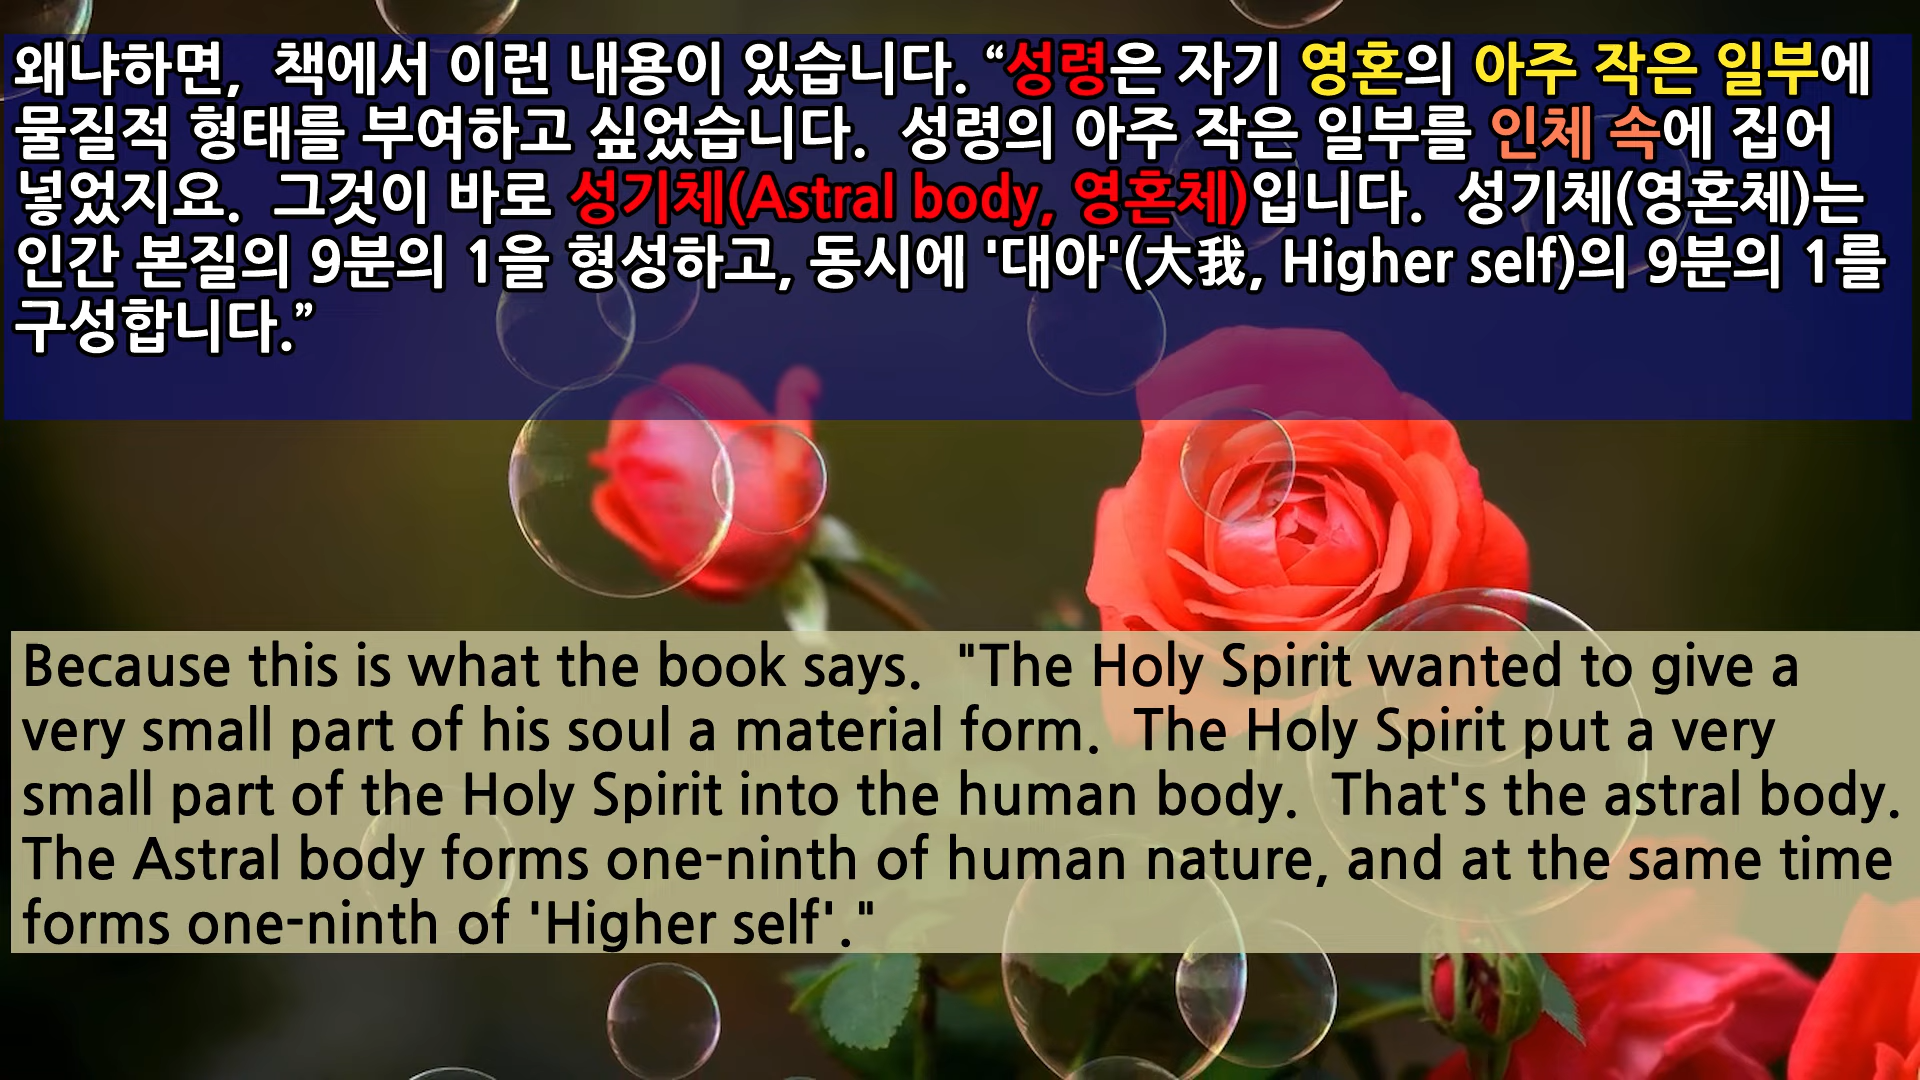 왜냐하면, 책에서 이런 내용이 있습니다. “성령은 자기 영혼의 아주 작은 일부에
물질적 형태를 부여하고 싶었습니다. 성령의 아주 작은 일부를 인체 속에 집어
넣었지요. 그것이 바로 성기체(Astral body, 영혼체)입니다. 성기체(영혼체)는
인간 본질의 9분의 1을 형성하고, 동시에 '대아'(大我, Higher self)의 9분의 1를
구성합니다.”
Because this is what the book says. "The Holy Spirit wanted to give a
very small part of his soul a material form. The Holy Spirit put a very
small part of the Holy Spirit into the human body. That's the astral body.
The Astral body forms one-ninth of human nature, and at the same time
forms one-ninth of 'Higher self'."